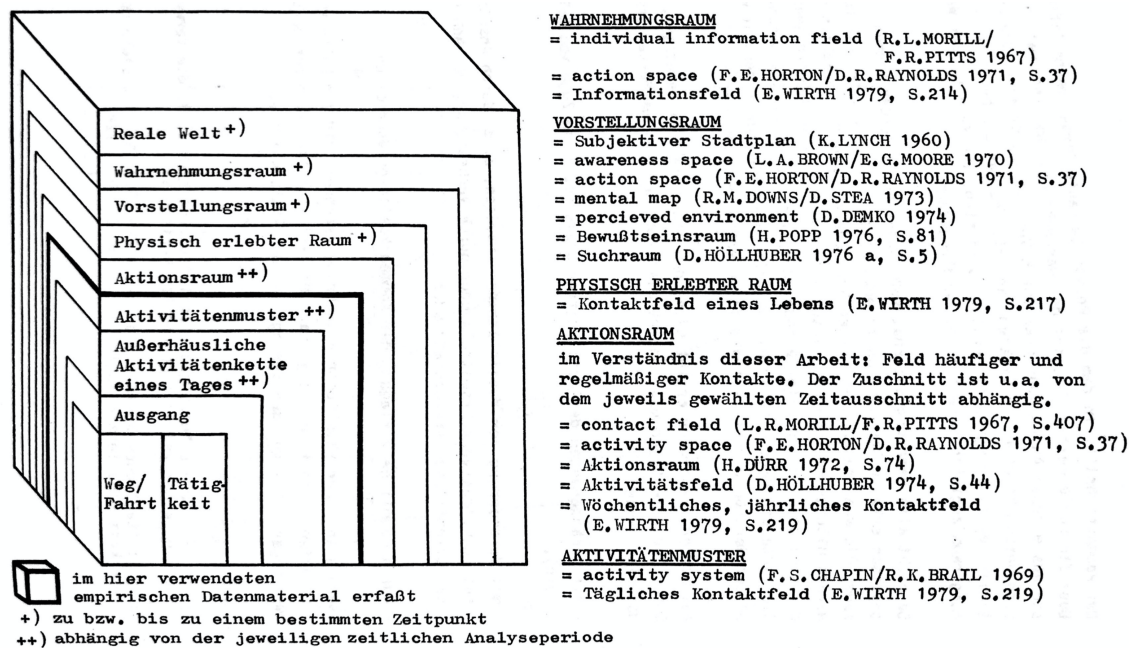 Reale Welt +)
Wahrnehmungsraum +)
Vorstellungsraum +)
Physisch erlebter Raum +)
Aktionsraum ++)
Aktivitätenmuster ++)
Außerhäusliche
Aktivitätenkette
eines Tages ++)
Ausgang
Weg/
Fahrt
Tätig-
keit
im hier verwendeten
empirischen Datenmaterial erfaßt
+) zu bzw. bis zu einem bestimmten Zeitpunkt
++) abhängig von der jeweiligen zeitlichen Analyseperiode
WAHRNEHMUNGSRAUM
= individual information field (R.L.MORILL/
F.R.PITTS 1967)
= action space (F.E.HORTON/D.R.RAYNOLDS 1971, S.37)
= Informationsfeld (E.WIRTH 1979, S.214)
VORSTELLUNGSRAUM
= Subjektiver Stadtplan (K.LYNCH 1960)
= awareness space (L.A.BROWN/E.G.MOORE 1970)
= action space (F.E.HORTON/D.R.RAYNOLDS 1971, S.37)
= mental map (R.M.DOWNS/D.STEA 1973)
= percieved environment (D.DEMKO 1974)
= Bewußtseinsraum (H.POPP 1976, S.81)
= Suchraum (D.HÖLLHUBER 1976 a, S.5)
PHYSISCH ERLEBTER RAUM
= Kontaktfeld eines Lebens (E.WIRTH 1979, S.217)
AKTIONSRAUM
im Verständnis dieser Arbeit: Feld häufiger und
regelmäßiger Kontakte. Der Zuschnitt ist u.a. von
dem jeweils gewählten Zeitausschnitt abhängig.
= contact field (L.R.MORILL/F.R.PITTS 1967, S.407)
= activity space (F.E.HORTON/D.R.RAYNOLDS 1971, S.37)
= Aktionsraum (H.DÜRR 1972, S.74)
= Aktivitätsfeld (D.HÖLLHUBER 1974, S.44)
= Wöchentliches, jährliches Kontaktfeld
(E.WIRTH 1979, S.219)
AKTIVITÄTENMUSTER
= activity system (F.S.CHAPIN/R.K.BRAIL 1969)
= Tägliches Kontaktfeld (E.WIRTH 1979, S.219)